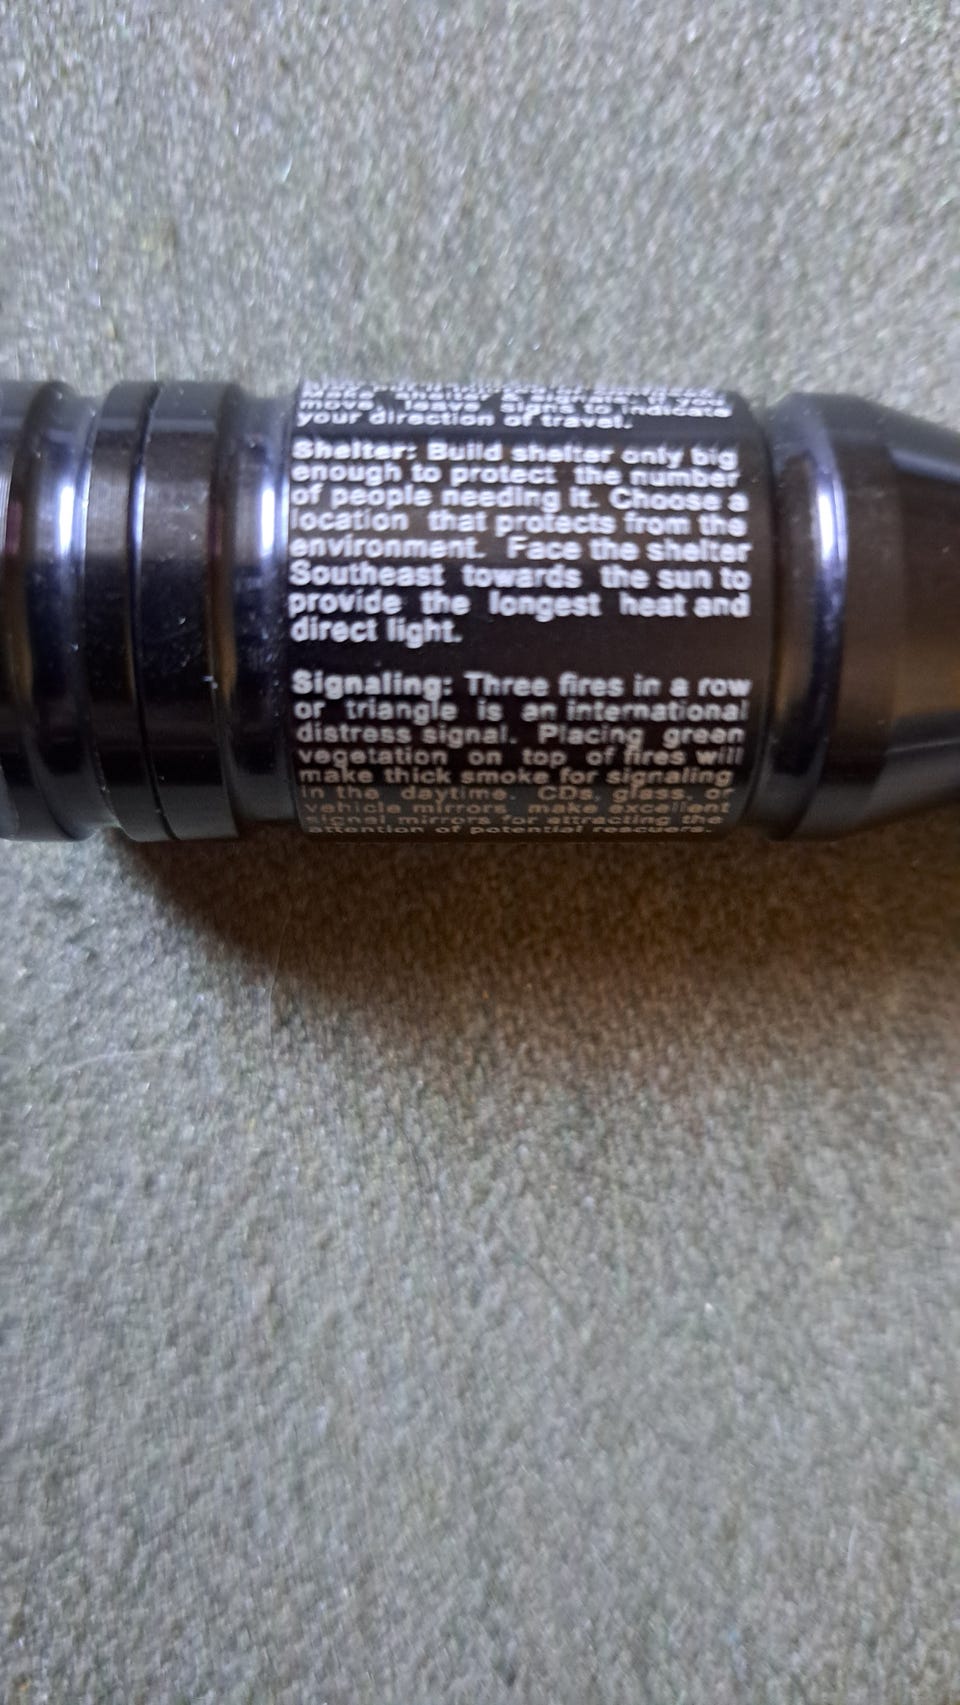 make, shelter & signals. If you
move, leave signs to indicate
your direction of travel.
Shelter: Build shelter only big
enough to protect the number
of people needing it. Choose a
location that protects from the
environment. Face the shelter
Southeast towards the sun to
provide the longest heat and
direct light.
Signaling: Three fires in a row
or triangle is an international
distress signal. Placing green
vegetation on top of fires will
make thick smoke for signaling
in the daytime. CDs, glass, or
vehicle mirrors make excellent
signal mirrors for attracting the
attention of potential rescuers.